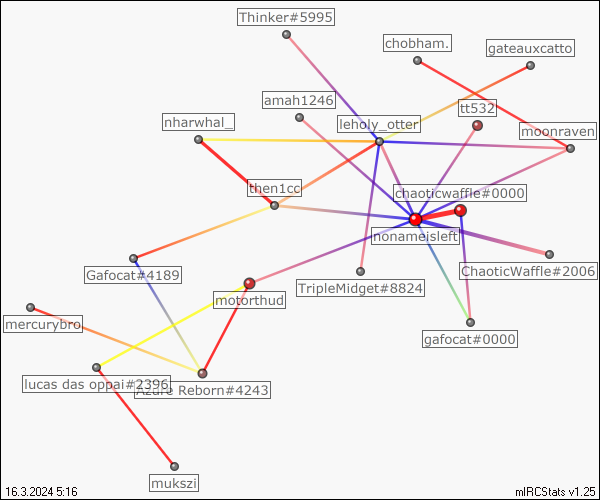 Thinker#5995
chobham.
gateauxcatto
amah1246
tt532
nharwhal_
leholy_otter
moonraven
then1cc
chaoticwaffle#0000
nonameisleft
Gafocat#4189
ChaoticWaffle#2006
motorthud
TripleMidget#8824
mercurybro
gafocat#0000
lucas das oppai#2396
Azure Reborn#4243
mukszi
16.3.2024 5:16
mIRCStats v1.25